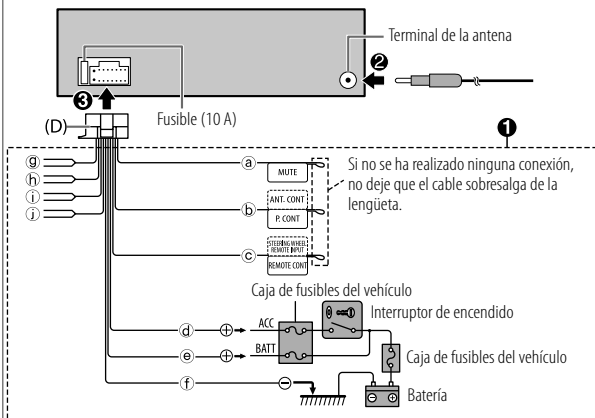 Terminal de la antena
❷
❸
Fusible (10 A)
(D)
❶
ⓖ
ⓗ
ⓘ
ⓙ
ⓐ
MUTE
Si no se ha realizado ninguna conexión,
no deje que el cable sobresalga de la
lengüeta.
ⓑ
ANT. CONT
P. CONT
ⓒ
STEERING WHEEL
REMOTE INPUT
REMOTE CONT
Caja de fusibles del vehículo
Interruptor de encendido
ⓓ ⊕ ACC
ⓔ ⊕ BATT
Caja de fusibles del vehículo
ⓕ ⊖
⊖ ⊕
Batería